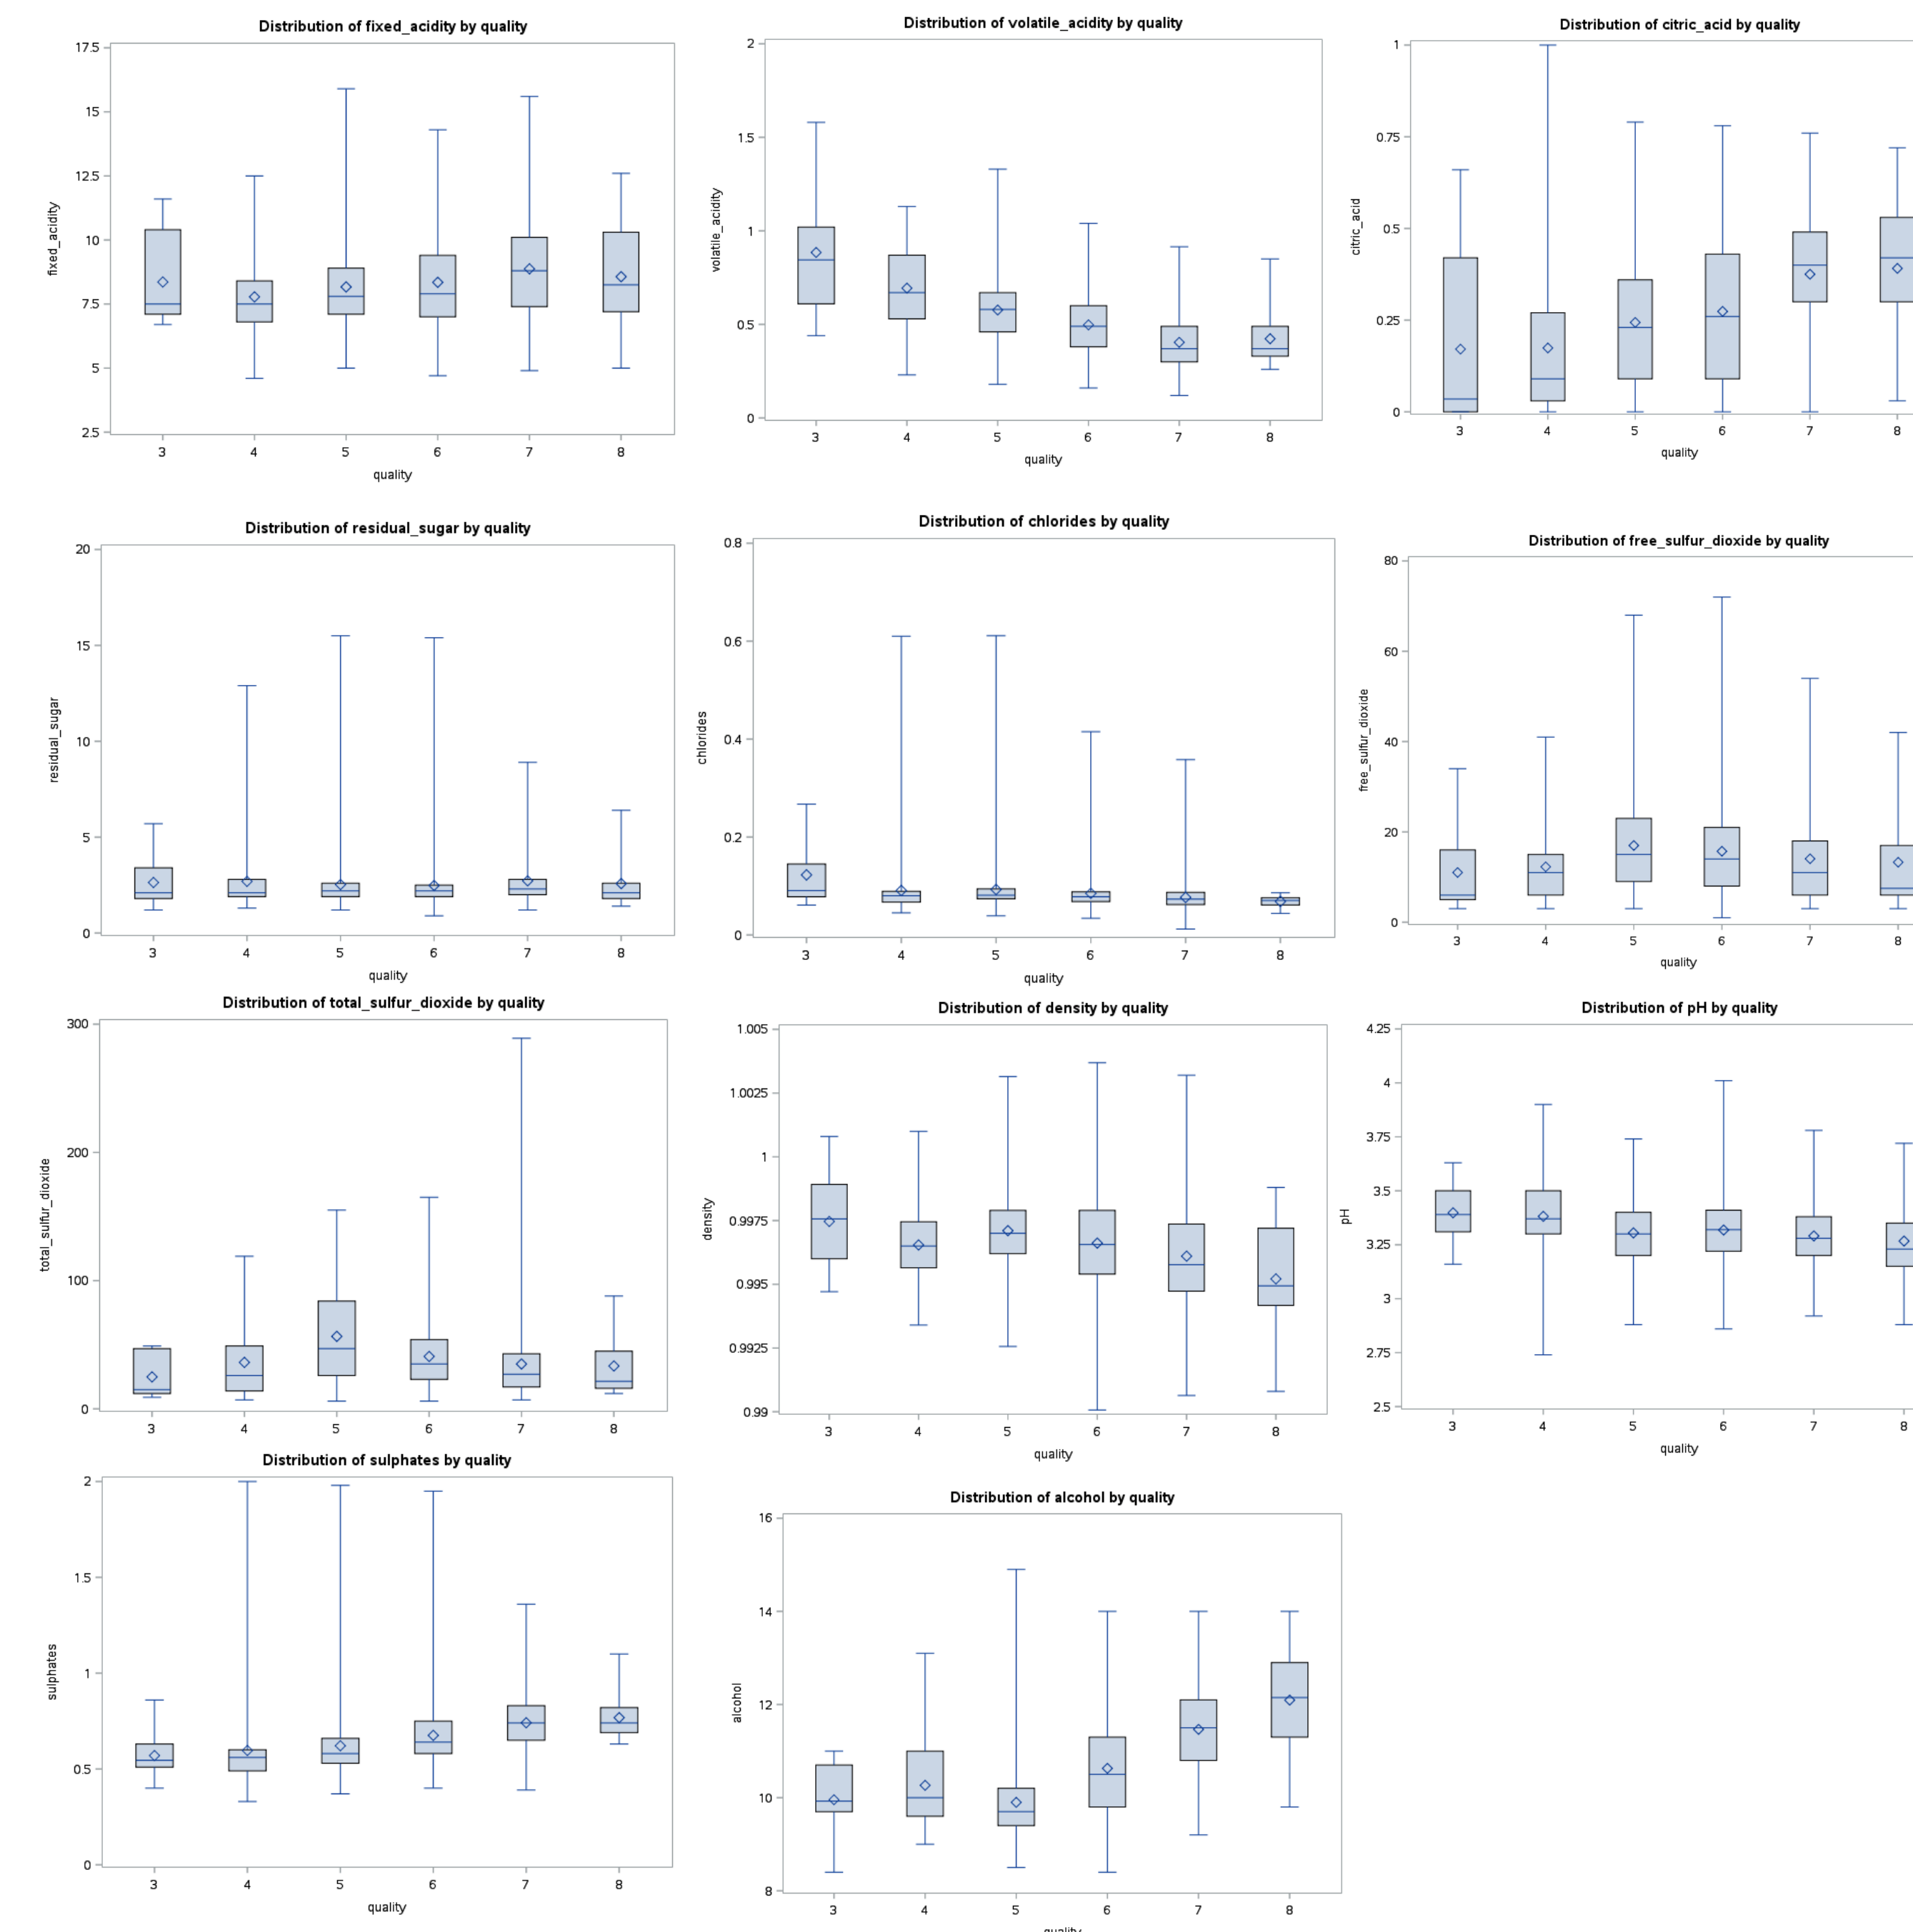 Distribution of fixed_acidity by quality
17.5
15
12.5
10
7.5
5
2.5
fixed_acidity
3 4 5 6 7 8
quality
Distribution of volatile_acidity by quality
2
1.5
1
0.5
0
volatile_acidity
3 4 5 6 7 8
quality
Distribution of citric_acid by quality
1
0.75
0.5
0.25
0
citric_acid
3 4 5 6 7 8
quality
Distribution of residual_sugar by quality
20
15
10
5
0
residual_sugar
3 4 5 6 7 8
quality
Distribution of chlorides by quality
0.8
0.6
0.4
0.2
0
chlorides
3 4 5 6 7 8
quality
Distribution of free_sulfur_dioxide by quality
80
60
40
20
0
free_sulfur_dioxide
3 4 5 6 7 8
quality
Distribution of total_sulfur_dioxide by quality
300
200
100
0
total_sulfur_dioxide
3 4 5 6 7 8
Distribution of density by quality
1.005
1.0025
1
0.9975
0.995
0.9925
0.99
density
3 4 5 6 7 8
quality
Distribution of pH by quality
4.25
4
3.75
3.5
3.25
3
2.75
2.5
pH
3 4 5 6 7 8
quality
Distribution of sulphates by quality
2
1.5
1
0.5
0
sulphates
3 4 5 6 7 8
quality
Distribution of alcohol by quality
16
14
12
10
8
alcohol
3 4 5 6 7 8
quality